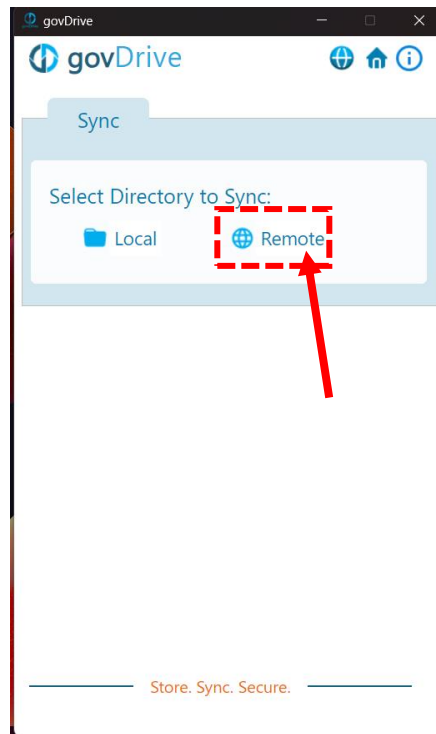 govDrive
govDrive
Sync
Select Directory to Sync:
Local Remote
Store. Sync. Secure.